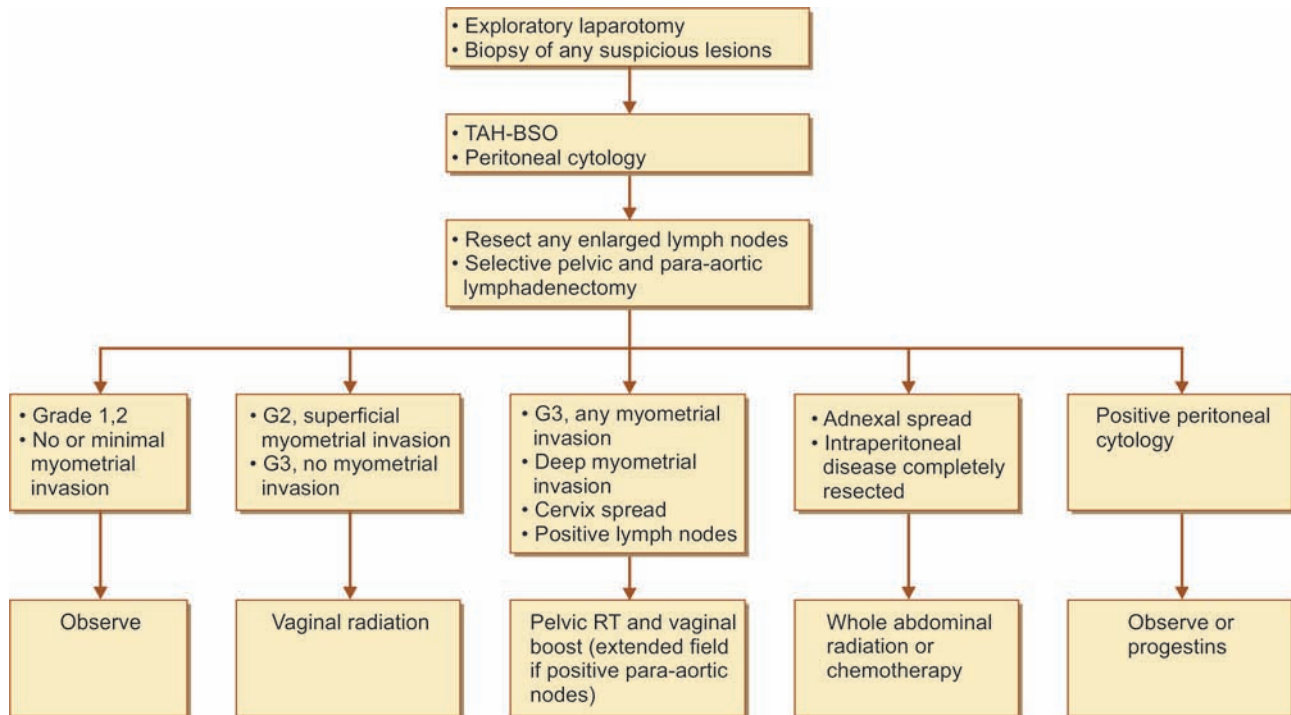 • Exploratory laparotomy
• Biopsy of any suspicious lesions
• TAH-BSO
• Peritoneal cytology
• Resect any enlarged lymph nodes
• Selective pelvic and para-aortic
lymphadenectomy
• Grade 1,2
• No or minimal
myometrial
invasion
• G2, superficial
myometrial invasion
• G3, no myometrial
invasion
• G3, any myometrial
invasion
• Deep myometrial
invasion
• Cervix spread
• Positive lymph nodes
• Adnexal spread
• Intraperitoneal
disease completely
resected
Positive peritoneal
cytology
Observe
Vaginal radiation
Pelvic RT and vaginal
boost (extended field
if positive para-aortic
nodes)
Whole abdominal
radiation or
chemotherapy
Observe or
progestins